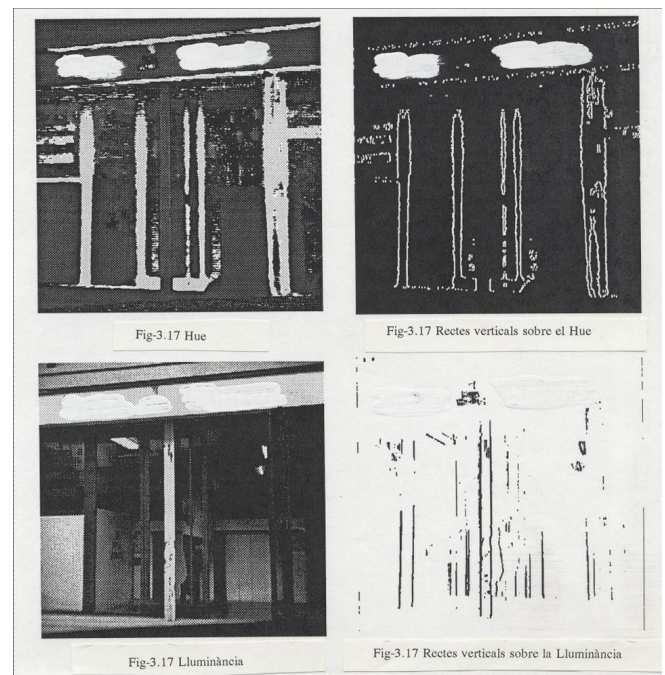 Fig-3.17 Hue
Fig-3.17 Rectes verticals sobre el Hue
Fig-3.17 Lluminància
Fig-3.17 Rectes verticals sobre la Lluminància